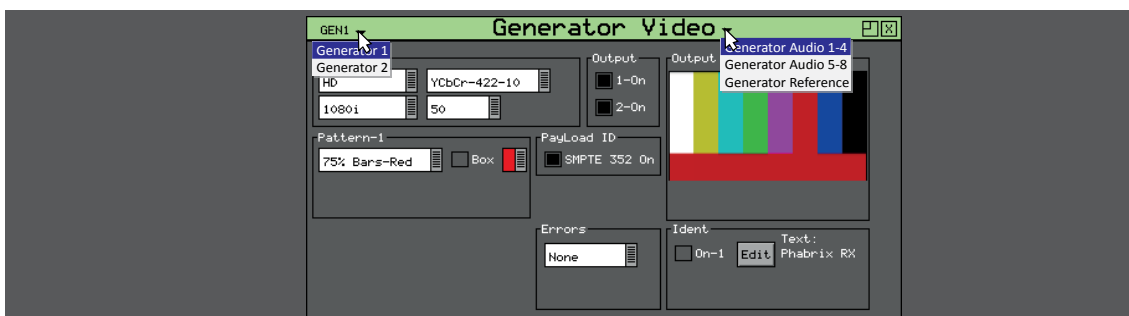 GEN1
Generator Video
Generator 1
Generator 2
Generator Audio 1-4
Generator Audio 5-8
Generator Reference
HD
YCbCr-422-10
1080i
50
Output
1-On
2-On
Output
Pattern-1
75% Bars-Red
Box
PayLoad ID
SMPTE 352 On
Errors
None
Ident
On-1
Edit
Text:
Phabrix RX